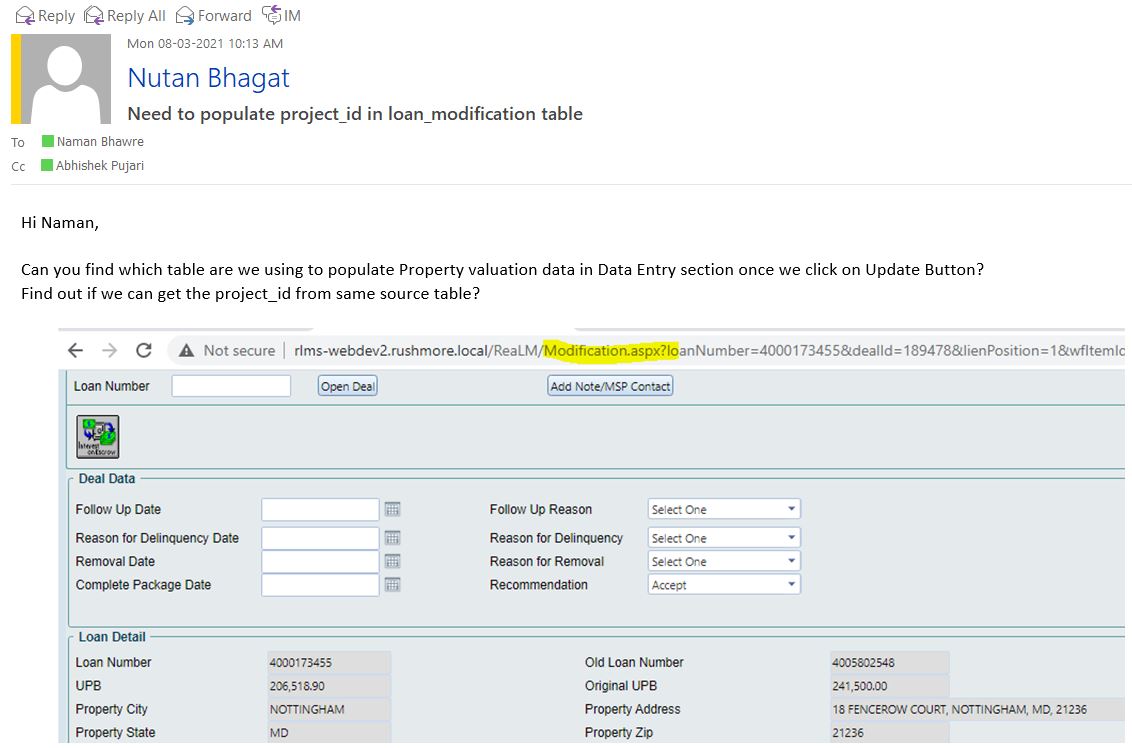 Reply Reply All Forward IM
Mon 08-03-2021 10:13 AM
Nutan Bhagat
Need to populate project_id in loan_modification table
To Naman Bhawre
Cc Abhishek Pujari
Hi Naman,
Can you find which table are we using to populate Property valuation data in Data Entry section once we click on Update Button?
Find out if we can get the project_id from same source table?
Not secure | rlms-webdev2.rushmore.local/ReaLM/Modification.aspx?loanNumber=4000173455&dealId=189478&lienPosition=1&wfItemId
Loan Number Open Deal Add Note/MSP Contact
Interest
onEscrow
Deal Data
Follow Up Date Follow Up Reason Select One
Reason for Delinquency Date Reason for Delinquency Select One
Removal Date Reason for Removal Select One
Complete Package Date Recommendation Accept
Loan Detail
Loan Number 4000173455 Old Loan Number 4005802548
UPB 206,518.90 Original UPB 241,500.00
Property City NOTTINGHAM Property Address 18 FENCEROW COURT, NOTTINGHAM, MD, 21236
Property State MD Property Zip 21236